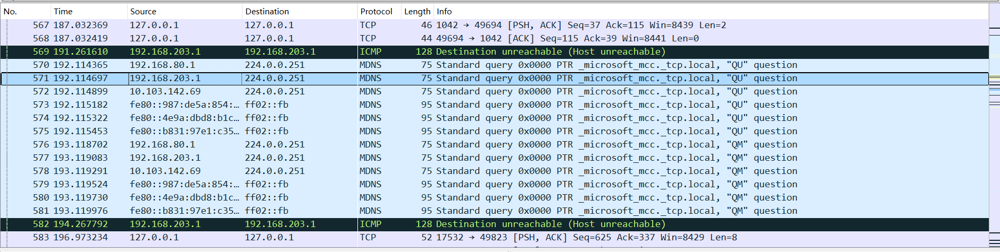 No. Time Source Destination Protocol Length Info
567 187.032369 127.0.0.1 127.0.0.1 TCP 46 1042 → 49694 [PSH, ACK] Seq=37 Ack=115 Win=8439 Len=2
568 187.032419 127.0.0.1 127.0.0.1 TCP 44 49694 → 1042 [ACK] Seq=115 Ack=39 Win=8441 Len=0
569 191.261610 192.168.203.1 192.168.203.1 ICMP 128 Destination unreachable (Host unreachable)
570 192.114365 192.168.80.1 224.0.0.251 MDNS 75 Standard query 0x0000 PTR _microsoft_mcc._tcp.local, "QU" question
571 192.114697 192.168.203.1 224.0.0.251 MDNS 75 Standard query 0x0000 PTR _microsoft_mcc._tcp.local, "QU" question
572 192.114899 10.103.142.69 224.0.0.251 MDNS 75 Standard query 0x0000 PTR _microsoft_mcc._tcp.local, "QU" question
573 192.115182 fe80::987:de5a:854:… ff02::fb MDNS 95 Standard query 0x0000 PTR _microsoft_mcc._tcp.local, "QU" question
574 192.115322 fe80::4e9a:dbd8:b1c… ff02::fb MDNS 95 Standard query 0x0000 PTR _microsoft_mcc._tcp.local, "QU" question
575 192.115453 fe80::b831:97e1:c35… ff02::fb MDNS 95 Standard query 0x0000 PTR _microsoft_mcc._tcp.local, "QU" question
576 193.118702 192.168.80.1 224.0.0.251 MDNS 75 Standard query 0x0000 PTR _microsoft_mcc._tcp.local, "QM" question
577 193.119083 192.168.203.1 224.0.0.251 MDNS 75 Standard query 0x0000 PTR _microsoft_mcc._tcp.local, "QM" question
578 193.119291 10.103.142.69 224.0.0.251 MDNS 75 Standard query 0x0000 PTR _microsoft_mcc._tcp.local, "QM" question
579 193.119524 fe80::987:de5a:854:… ff02::fb MDNS 95 Standard query 0x0000 PTR _microsoft_mcc._tcp.local, "QM" question
580 193.119730 fe80::4e9a:dbd8:b1c… ff02::fb MDNS 95 Standard query 0x0000 PTR _microsoft_mcc._tcp.local, "QM" question
581 193.119976 fe80::b831:97e1:c35… ff02::fb MDNS 95 Standard query 0x0000 PTR _microsoft_mcc._tcp.local, "QM" question
582 194.267792 192.168.203.1 192.168.203.1 ICMP 128 Destination unreachable (Host unreachable)
583 196.973234 127.0.0.1 127.0.0.1 TCP 52 17532 → 49823 [PSH, ACK] Seq=625 Ack=337 Win=8429 Len=8